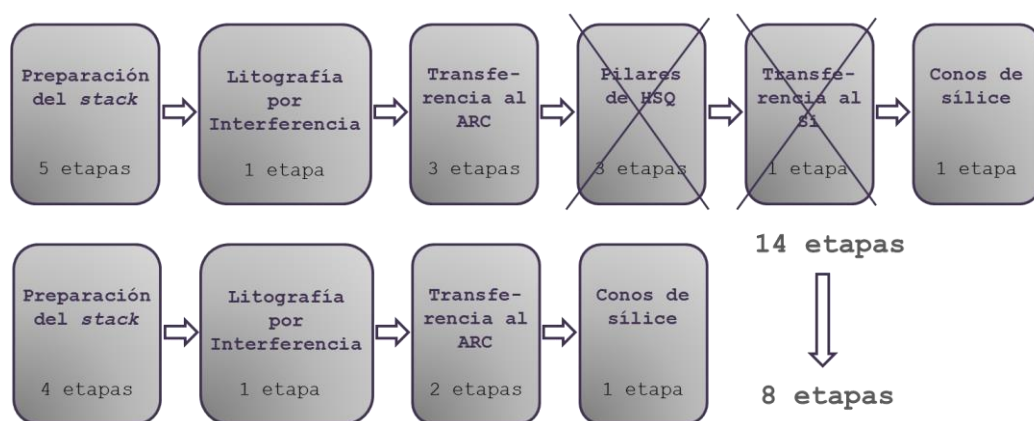 Preparación
del stack
5 etapas
Litografía
por
Interferencia
1 etapa
Transfe-
rencia al
ARC
3 etapas
Pilares
de HSQ
3 etapas
Transfe-
rencia al
Si
1 etapa
Conos de
sílice
1 etapa
14 etapas
Preparación
del stack
4 etapas
Litografía
por
Interferencia
1 etapa
Transfe-
rencia al
ARC
2 etapas
Conos de
sílice
1 etapa
8 etapas